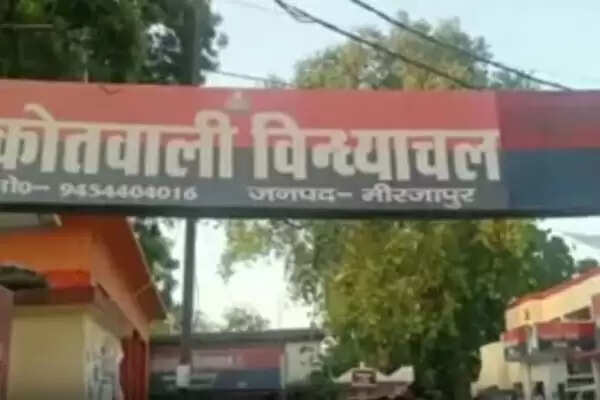 कोतवाली विन्ध्याचल
मो०- 9454404016 जनपद- मीरजापुर